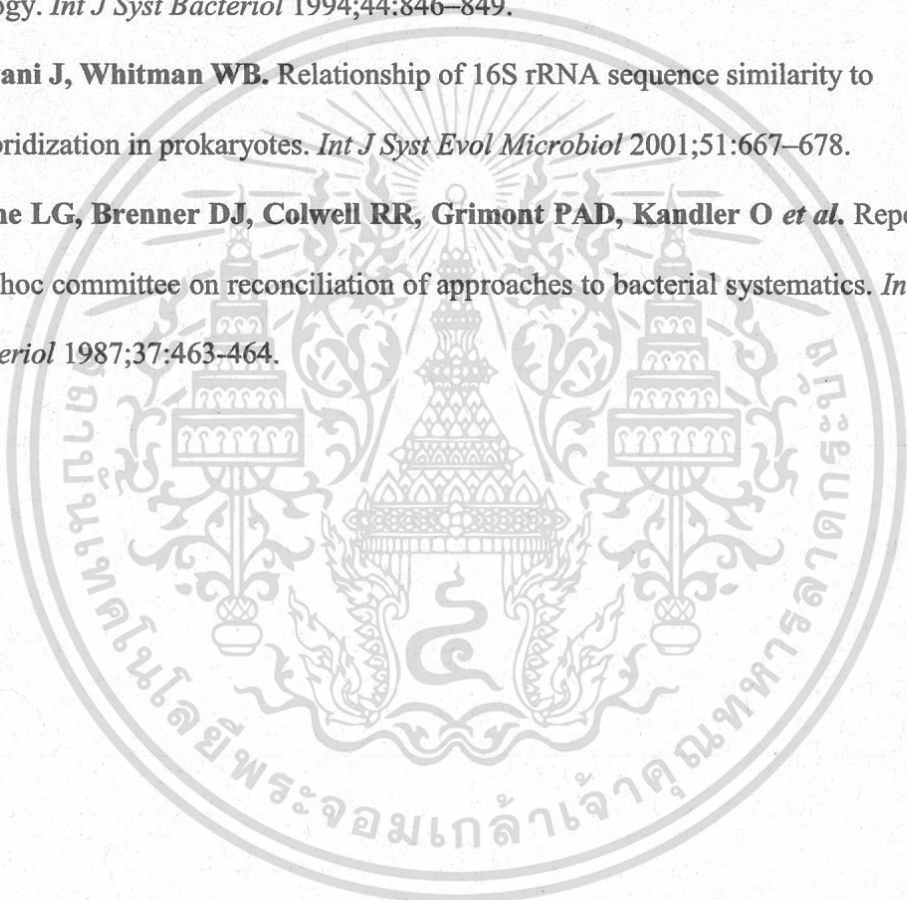 ogy. Int J Syst Bacteriol 1994;44:846–849.
ani J, Whitman WB. Relationship of 16S rRNA sequence similarity to
oridization in prokaryotes. Int J Syst Evol Microbiol 2001;51:667–678.
ne LG, Brenner DJ, Colwell RR, Grimont PAD, Kandler O et al. Repo
hoc committee on reconciliation of approaches to bacterial systematics. In
eriol 1987;37:463-464.
๔
สถาบันเทคโนโลยีพระจอมเกล้าเจ้าคุณทหารลาดกระบัง